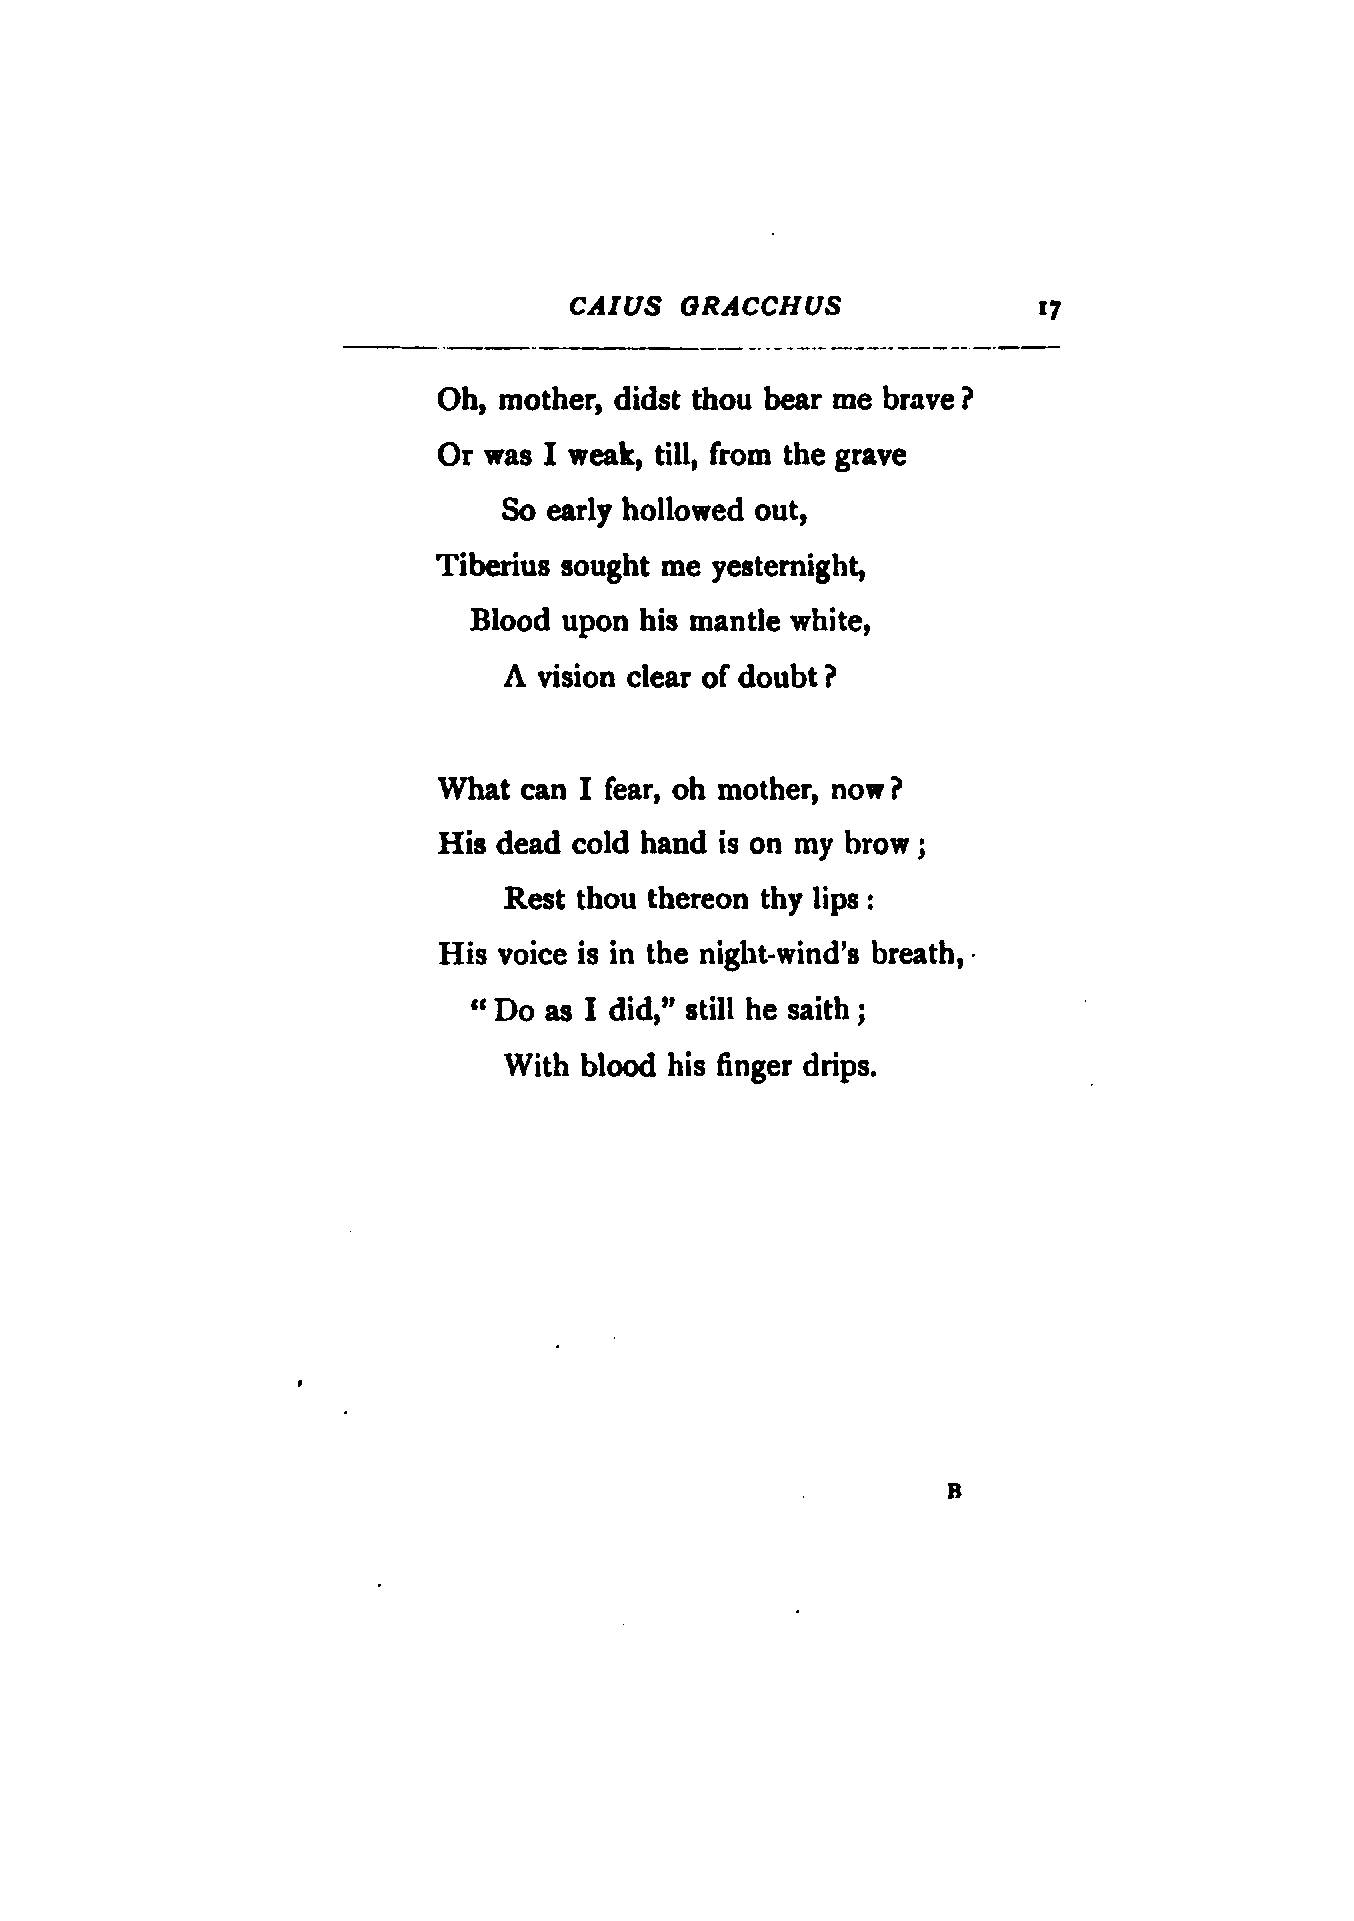 CAIUS GRACCHUS 17
Oh, mother, didst thou bear me brave?
Or was I weak, till, from the grave
So early hollowed out,
Tiberius sought me yesternight,
Blood upon his mantle white,
A vision clear of doubt?
What can I fear, oh mother, now?
His dead cold hand is on my brow;
Rest thou thereon thy lips:
His voice is in the night-wind's breath,
"Do as I did," still he saith;
With blood his finger drips.
B